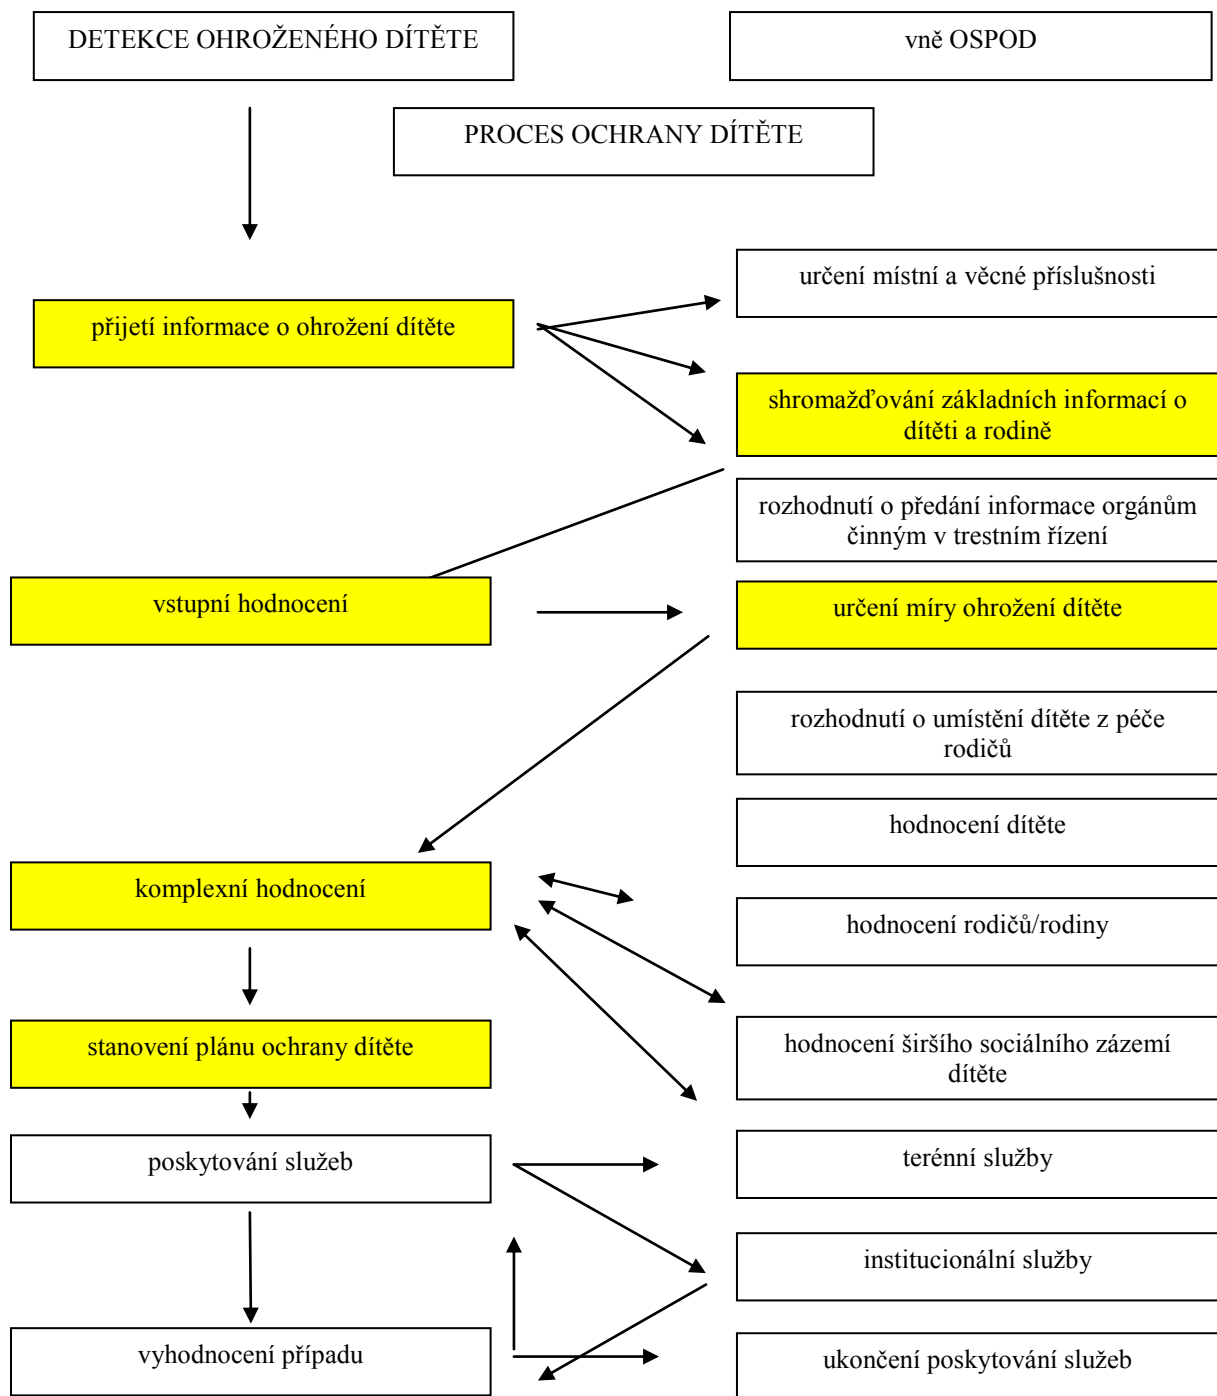 DETEKCE OHROŽENÉHO DÍTĚTE
vně OSPOD
PROCES OCHRANY DÍTĚTE
určení místní a věcné příslušnosti
přijetí informace o ohrožení dítěte
shromažďování základních informací o
dítěti a rodině
rozhodnutí o předání informace orgánům
činným v trestním řízení
vstupní hodnocení
určení míry ohrožení dítěte
rozhodnutí o umístění dítěte z péče
rodičů
hodnocení dítěte
komplexní hodnocení
hodnocení rodičů/rodiny
stanovení plánu ochrany dítěte
hodnocení širšího sociálního zázemí
dítěte
poskytování služeb
terénní služby
institucionální služby
vyhodnocení případu
ukončení poskytování služeb